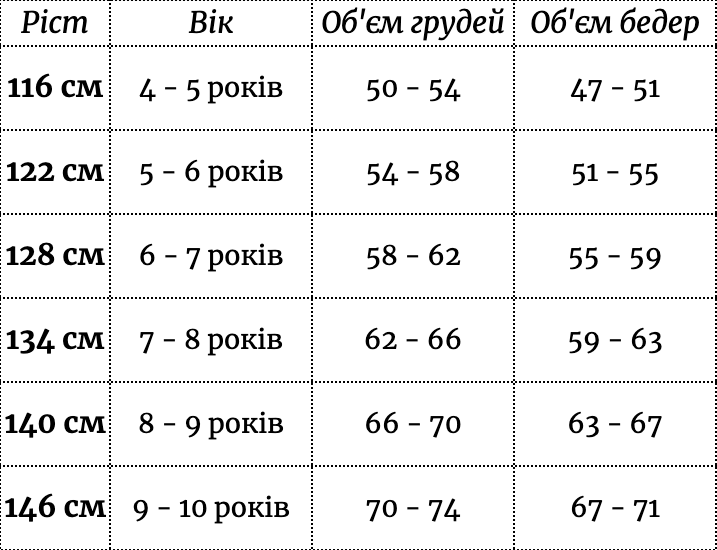 Ріст Вік Об'єм грудей Об'єм бедер
116 см 4 - 5 років 50 - 54 47 - 51
122 см 5 - 6 років 54 - 58 51 - 55
128 см 6 - 7 років 58 - 62 55 - 59
134 см 7 - 8 років 62 - 66 59 - 63
140 см 8 - 9 років 66 - 70 63 - 67
146 см 9 - 10 років 70 - 74 67 - 71